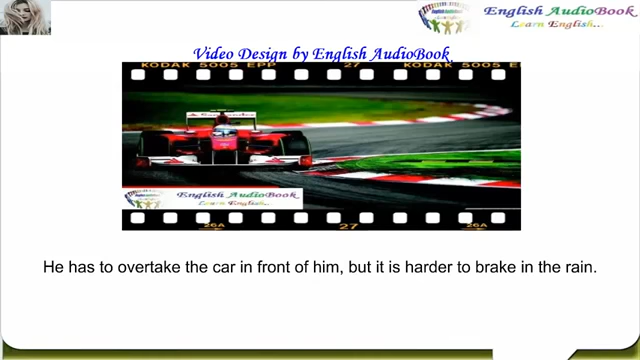 English AudioBook
Learn English...
Video Design by English AudioBook
KODAK 5005 EPP 27 KODAK 5005 E
Santander
English AudioBook
Learn English...
26A 27 26A
He has to overtake the car in front of him, but it is harder to brake in the rain.